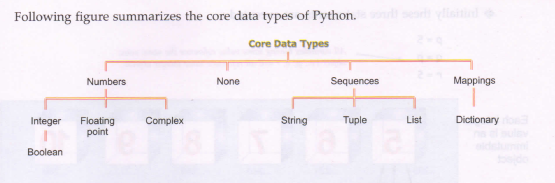 Following figure summarizes the core data types of Python.
Core Data Types
Numbers None Sequences Mappings
Integer Floating point Complex String Tuple List Dictionary
Boolean